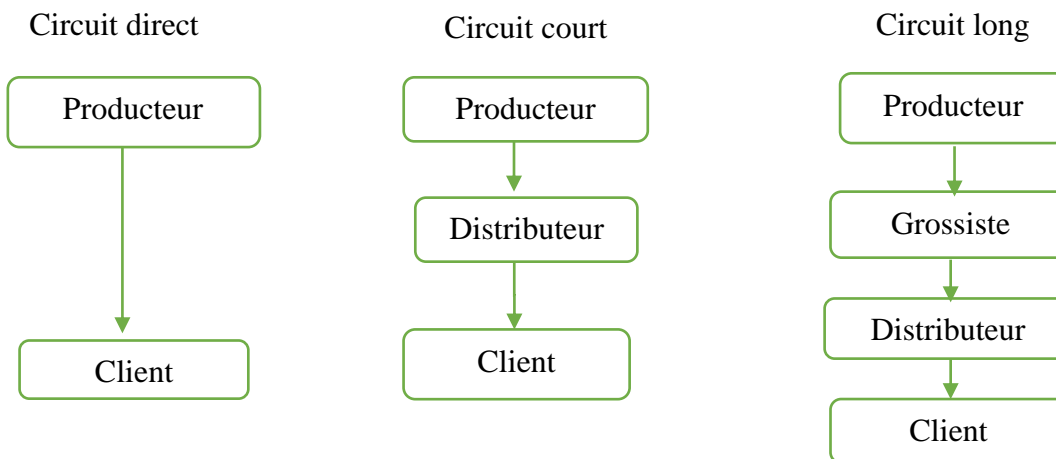 Circuit direct
Producteur
Client
Circuit court
Producteur
Distributeur
Client
Circuit long
Producteur
Grossiste
Distributeur
Client